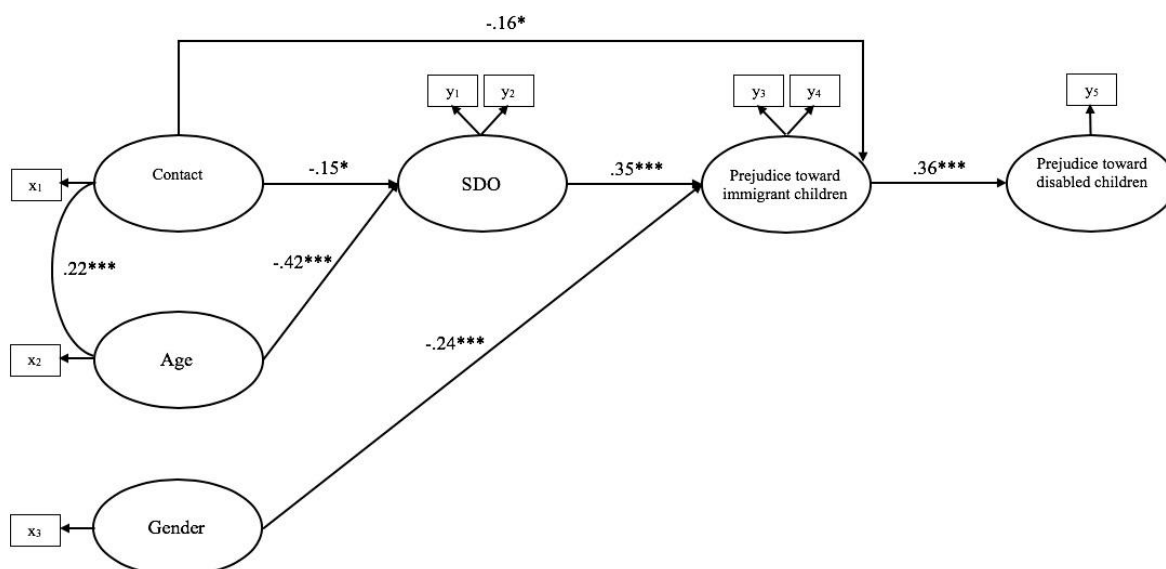 -.16*
y1 y2
y3 y4
y5
x1
Contact
-.15*
SDO
.35***
Prejudice toward
immigrant children
.36***
Prejudice toward
disabled children
.22***
-.42***
x2
Age
-.24***
x3
Gender